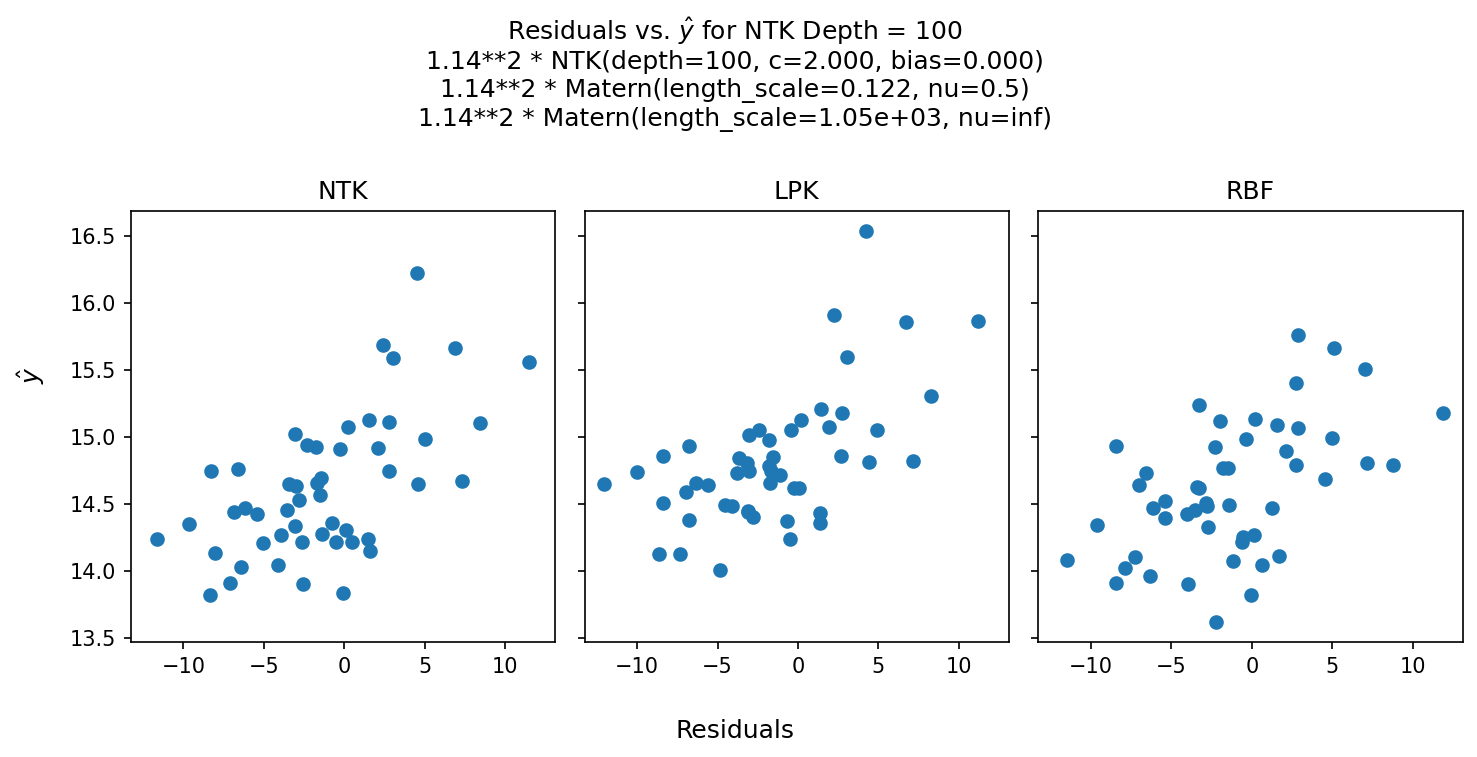 Residuals vs. ŷ for NTK Depth = 100
1.14**2 * NTK(depth=100, c=2.000, bias=0.000)
1.14**2 * Matern(length_scale=0.122, nu=0.5)
1.14**2 * Matern(length_scale=1.05e+03, nu=inf)
NTK LPK RBF
16.5
16.0
15.5
15.0
14.5
14.0
13.5
ŷ
−10 −5 0 5 10 −10 −5 0 5 10 −10 −5 0 5 10
Residuals